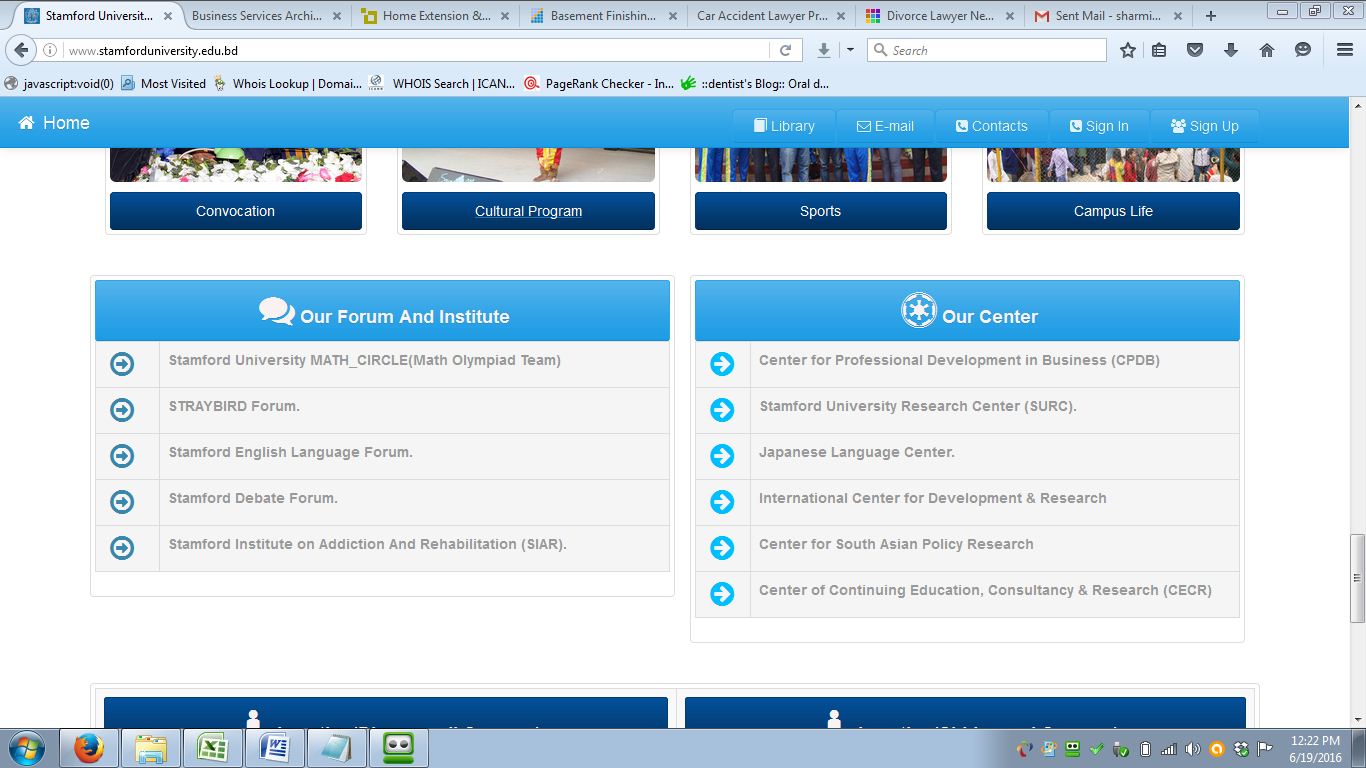 Stamford Universit...
Business Services Archi...
Home Extension &...
Basement Finishin...
Car Accident Lawyer Pr...
Divorce Lawyer Ne...
Sent Mail - sharmi...
www.stamforduniversity.edu.bd
Search
javascript:void(0)
Most Visited
Whois Lookup | Domai...
WHOIS Search | ICAN...
PageRank Checker - In...
::dentist's Blog:: Oral d...
Home
Library
E-mail
Contacts
Sign In
Sign Up
Convocation
Cultural Program
Sports
Campus Life
Our Forum And Institute
Stamford University MATH_CIRCLE(Math Olympiad Team)
STRAYBIRD Forum.
Stamford English Language Forum.
Stamford Debate Forum.
Stamford Institute on Addiction And Rehabilitation (SIAR).
Our Center
Center for Professional Development in Business (CPDB)
Stamford University Research Center (SURC).
Japanese Language Center.
International Center for Development & Research
Center for South Asian Policy Research
Center of Continuing Education, Consultancy & Research (CECR)
12:22 PM
6/19/2016